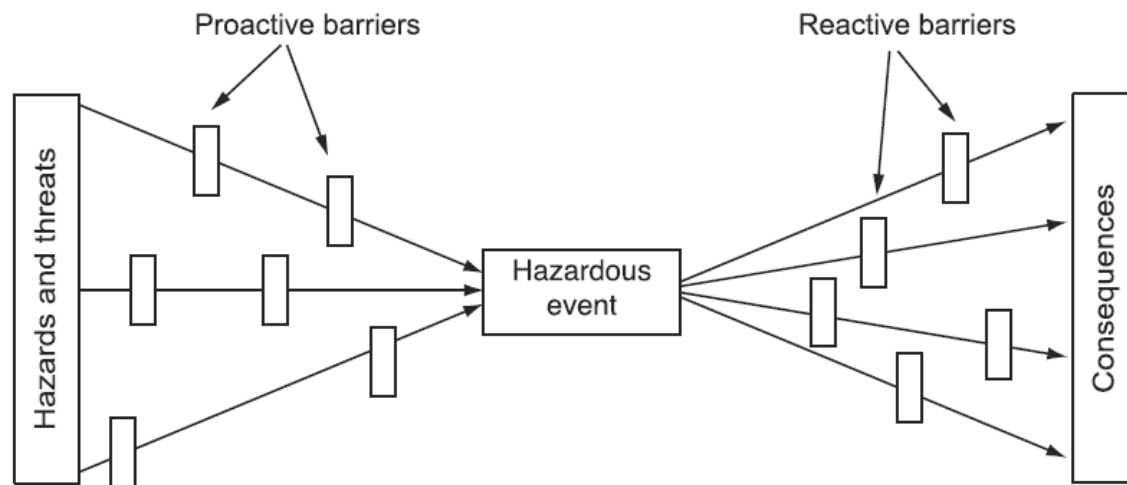 Proactive barriers
Reactive barriers
Hazards and threats
Hazardous
event
Consequences